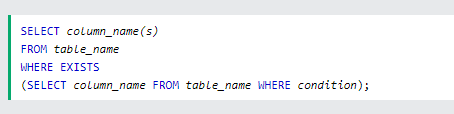 SELECT column_name(s)
FROM table_name
WHERE EXISTS
(SELECT column_name FROM table_name WHERE condition);